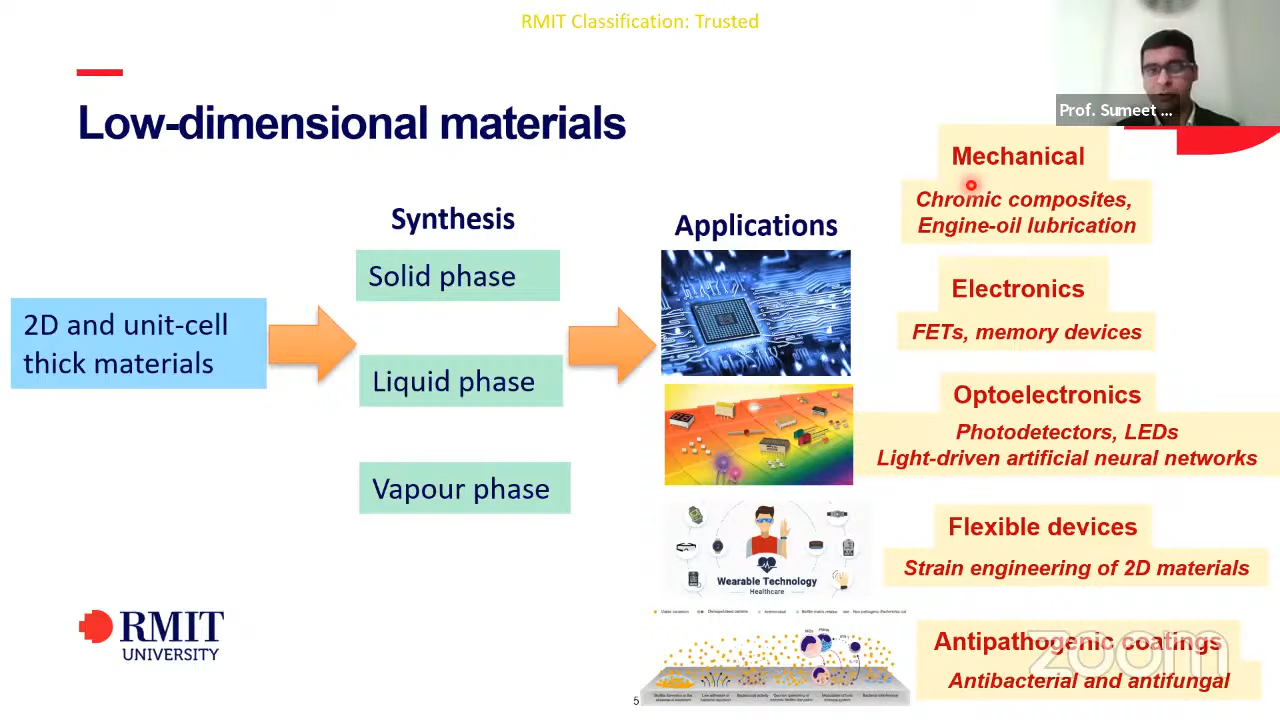 RMIT Classification: Trusted
Prof. Sumeet ...
Low-dimensional materials
2D and unit-cell
thick materials
Synthesis
Solid phase
Liquid phase
Vapour phase
Applications
Wearable Technology
Healthcare
Mechanical
Chromic composites,
Engine-oil lubrication
Electronics
FETs, memory devices
Optoelectronics
Photodetectors, LEDs
Light-driven artificial neural networks
Flexible devices
Strain engineering of 2D materials
Antipathogenic coatings
Antibacterial and antifungal
zoom
RMIT
UNIVERSITY
5